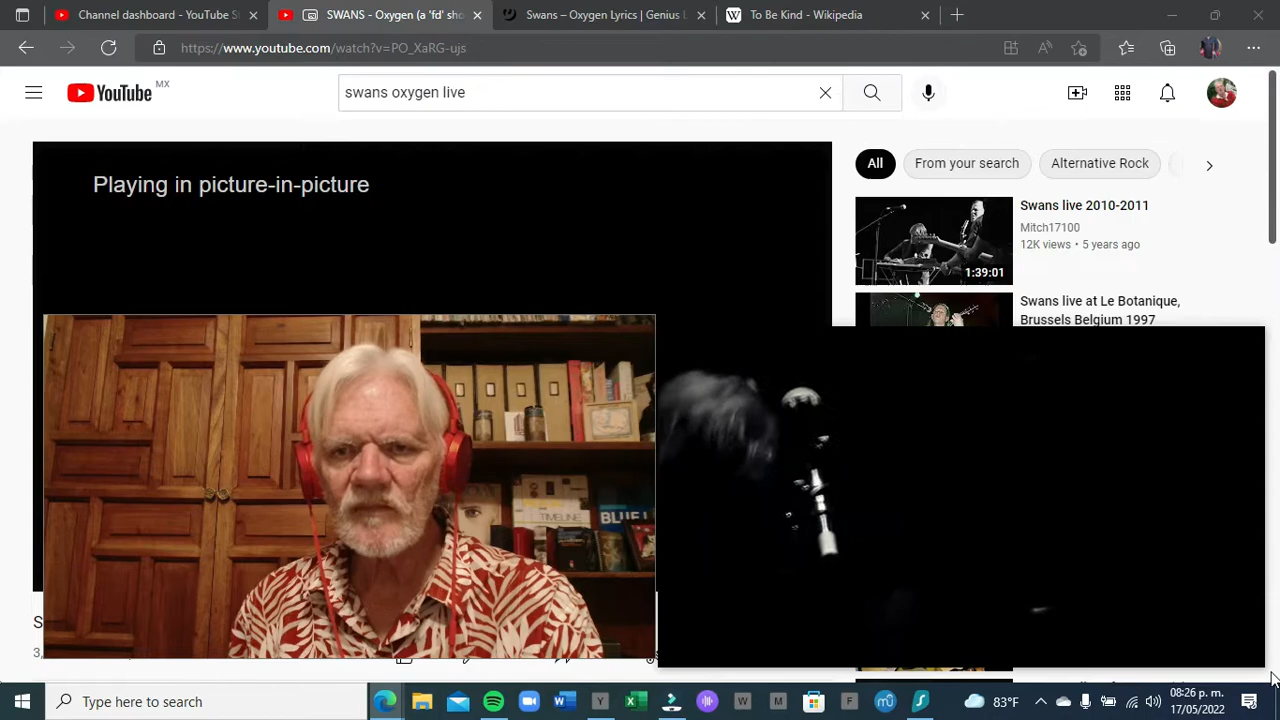 Channel dashboard - YouTube St
SWANS - Oxygen (a 'fd' sho
Swans – Oxygen Lyrics | Genius L
To Be Kind - Wikipedia
https://www.youtube.com/watch?v=PO_XaRG-ujs
YouTube MX
swans oxygen live
Playing in picture-in-picture
All
From your search
Alternative Rock
Swans live 2010-2011
Mitch17100
12K views • 5 years ago
1:39:01
Swans live at Le Botanique,
Brussels Belgium 1997
TIMELINE
BLUE
S
3,
Type here to search
83°F
08:26 p. m.
17/05/2022